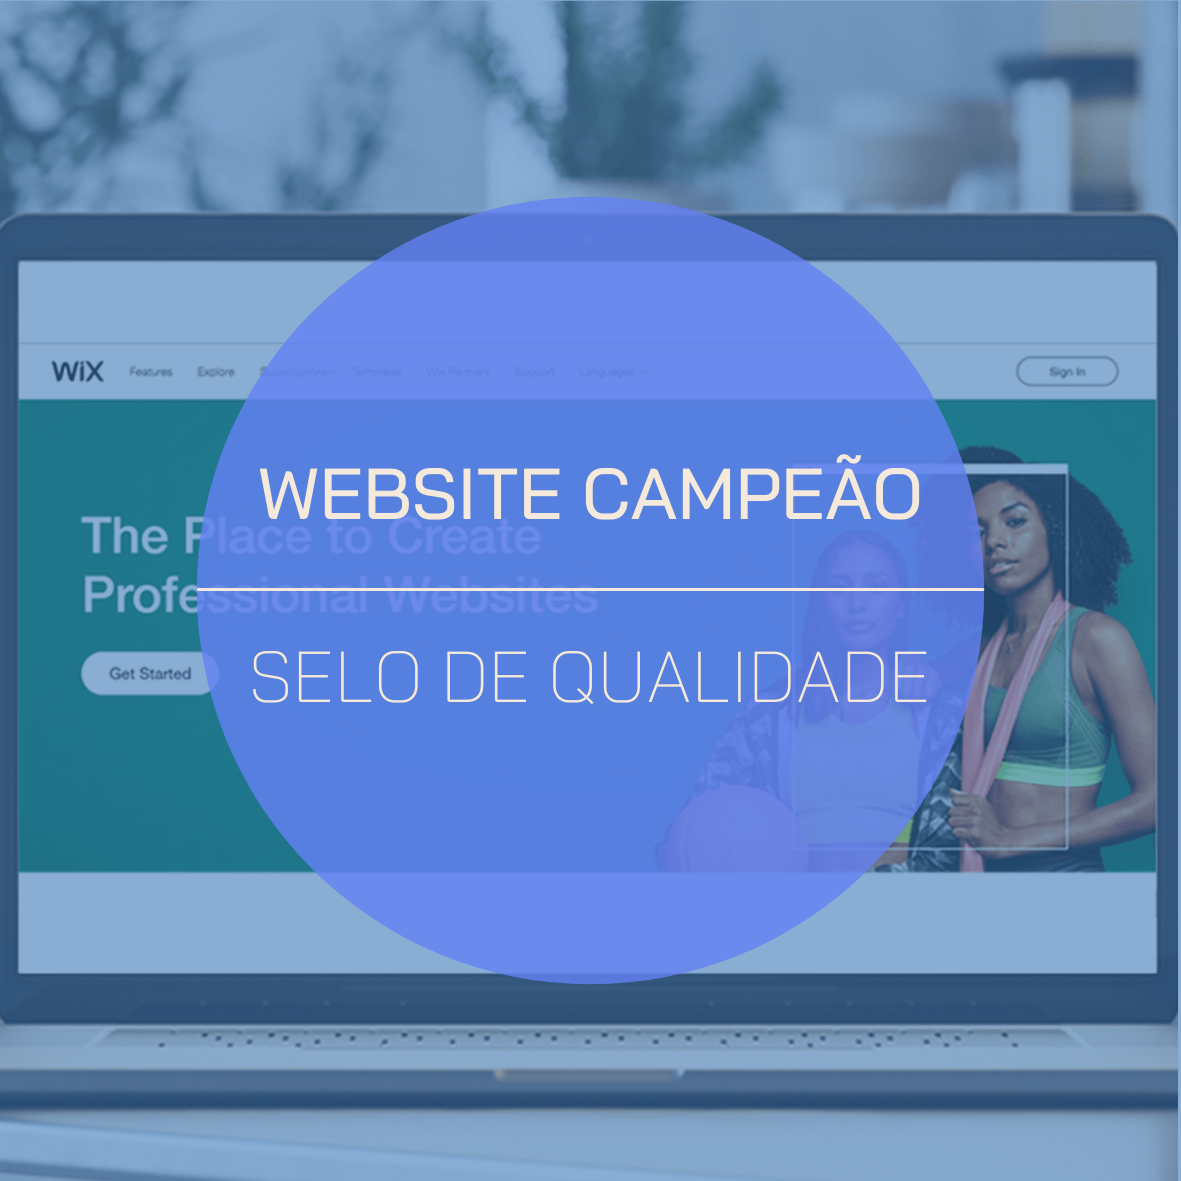 WiX Features Explore Subscriptions Templates Wix Partners Support Languages Sign In
WEBSITE CAMPEÃO
The Place to Create
Professional Websites
SELO DE QUALIDADE
Get Started